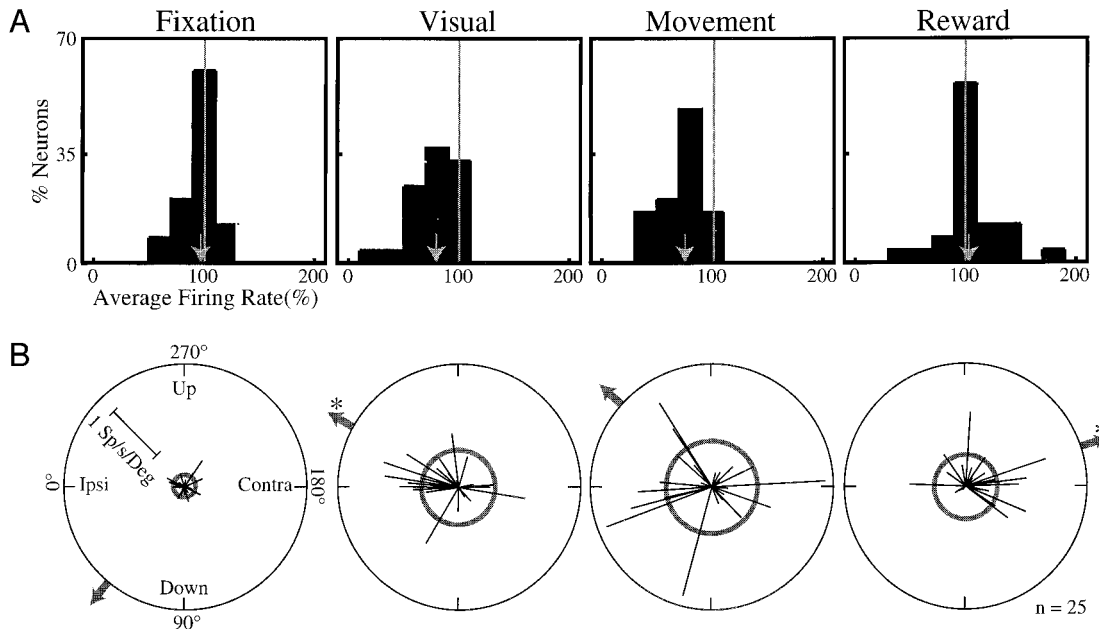 A
Fixation
Visual
Movement
Reward
70
35
0
% Neurons
0 100 200
0 100 200
0 100 200
0 100 200
Average Firing Rate(%)
B
270°
Up
1 Sp/s/Deg
0°
Ipsi
Contra
180°
Down
90°
*
*
n = 25